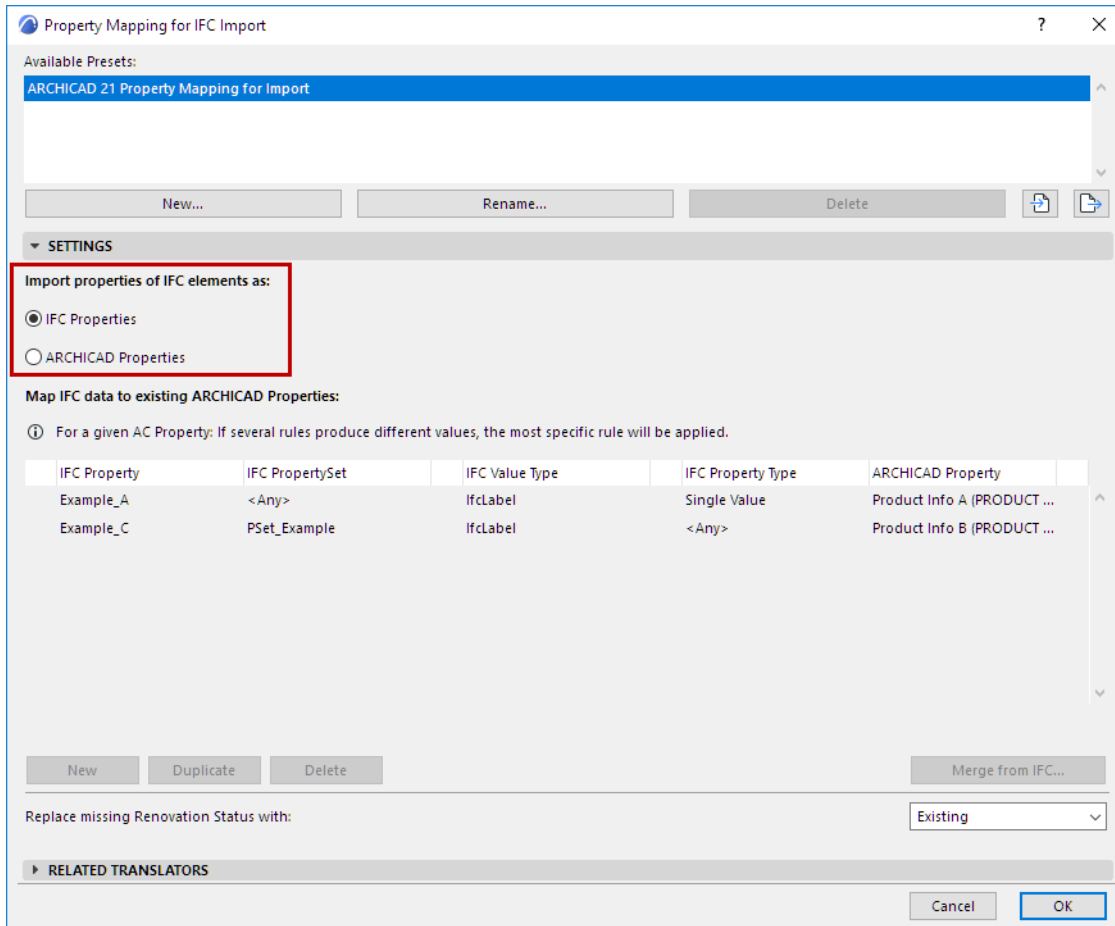 Property Mapping for IFC Import ?
Available Presets:
ARCHICAD 21 Property Mapping for Import
New... Rename... Delete
SETTINGS
Import properties of IFC elements as:
IFC Properties
ARCHICAD Properties
Map IFC data to existing ARCHICAD Properties:
For a given AC Property: If several rules produce different values, the most specific rule will be applied.
IFC Property IFC PropertySet IFC Value Type IFC Property Type ARCHICAD Property
Example_A <Any> IfcLabel Single Value Product Info A (PRODUCT ...
Example_C PSet_Example IfcLabel <Any> Product Info B (PRODUCT ...
New Duplicate Delete Merge from IFC...
Replace missing Renovation Status with: Existing
RELATED TRANSLATORS
Cancel OK